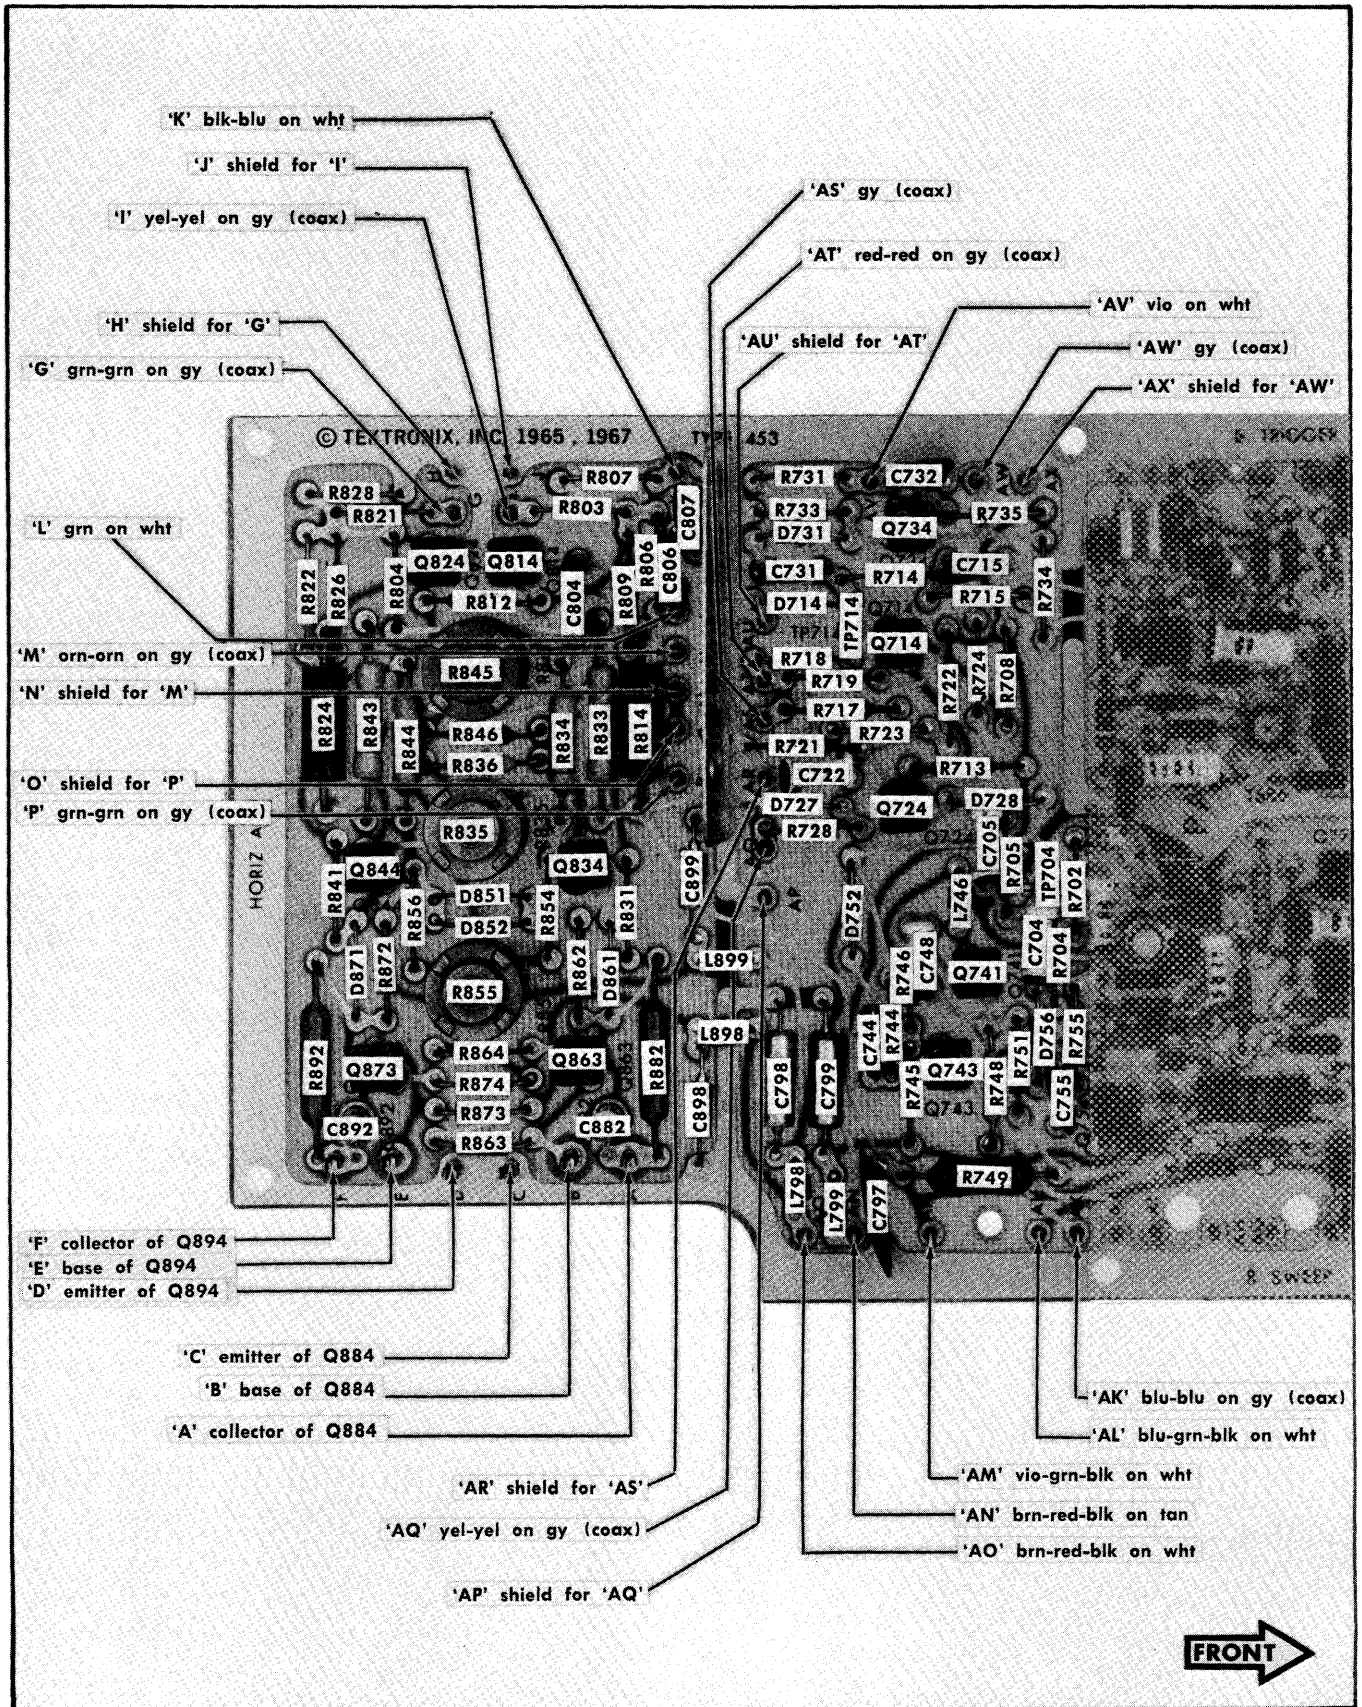 'K' blk-blu on wht
'J' shield for 'I'
'I' yel-yel on gy (coax)
'H' shield for 'G'
'G' grn-grn on gy (coax)
'L' grn on wht
'M' orn-orn on gy (coax)
'N' shield for 'M'
'O' shield for 'P'
'P' grn-grn on gy (coax)
'AS' gy (coax)
'AT' red-red on gy (coax)
'AU' shield for 'AT'
'AV' vio on wht
'AW' gy (coax)
'AX' shield for 'AW'
© TEKTRONIX, INC. 1965, 1967 TYPE 453
HORIZ A
H
G
R828
R821
R807
R803
C807
Q824
Q814
R806
C806
R822
R826
R804
R812
C804
R809
R845
R824
R843
R844
R846
R836
R834
R833
R814
R835
R841
Q844
Q834
R856
D851
D852
R854
R831
C899
D871
R872
R862
D861
R855
L899
L898
R892
Q873
R864
R874
R873
R863
Q863
Q863
R882
C898
C892
C882
F
E
D
C
B
R731
C732
AW
R733
D731
Q734
R735
C731
R714
C715
R734
D714
R715
Q714
TP714
TP714
Q714
R718
R719
R722
R724
R708
R717
R721
R723
C722
R713
D727
Q724
D728
R728
Q724
C705
R705
TP704
R702
AP
D752
L746
R746
C748
Q741
C704
R704
C744
R744
R745
Q743
Q743
R748
R751
D756
R755
C755
C798
C799
L798
L799
C797
R749
'F' collector of Q894
'E' base of Q894
'D' emitter of Q894
'C' emitter of Q884
'B' base of Q884
'A' collector of Q884
'AR' shield for 'AS'
'AQ' yel-yel on gy (coax)
'AP' shield for 'AQ'
'AK' blu-blu on gy (coax)
'AL' blu-grn-blk on wht
'AM' vio-grn-blk on wht
'AN' brn-red-blk on tan
'AO' brn-red-blk on wht
FRONT